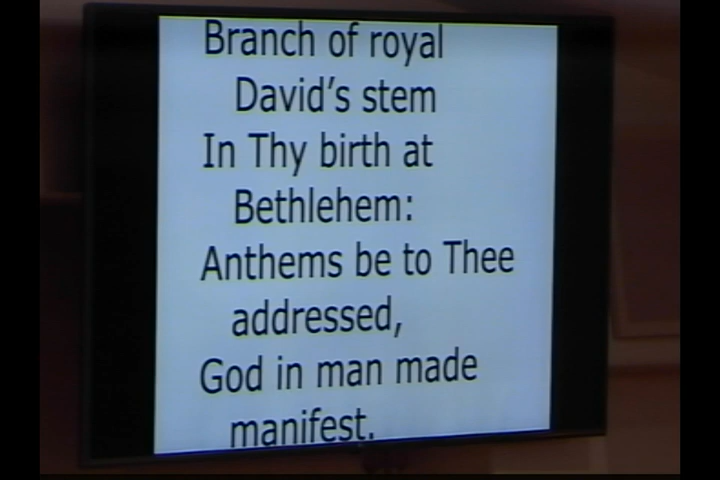 Branch of royal
David's stem
In Thy birth at
Bethlehem:
Anthems be to Thee
addressed,
God in man made
manifest.